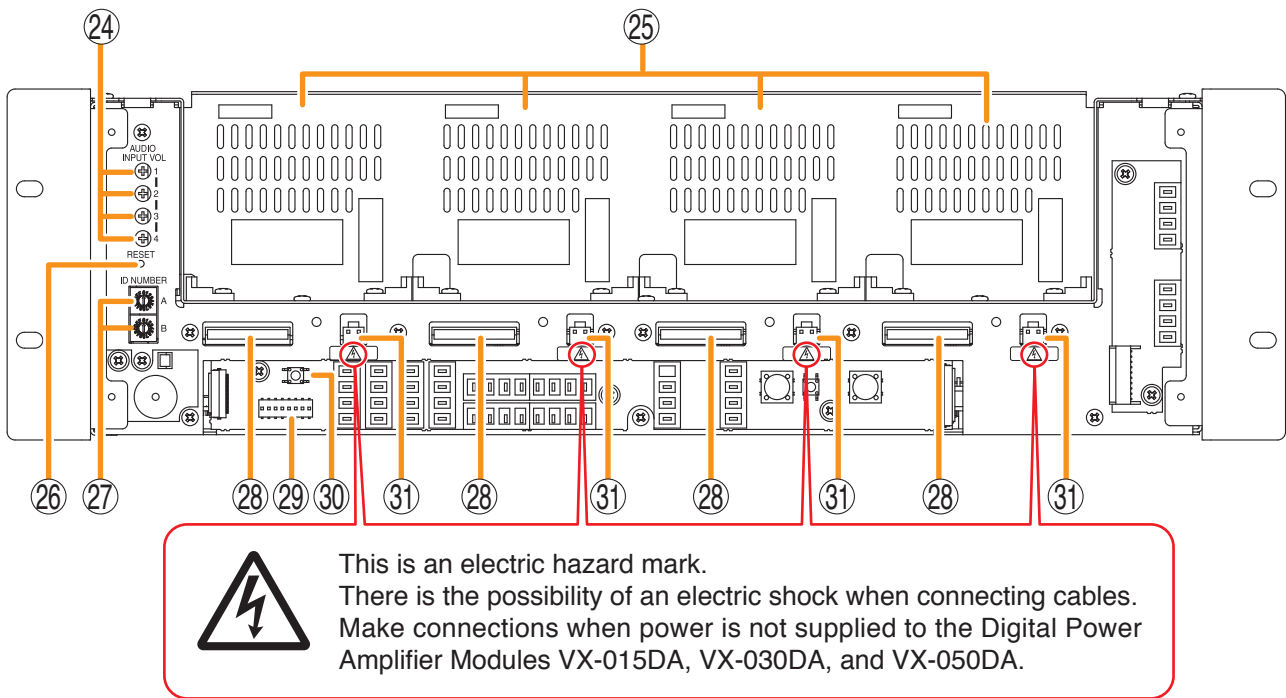 24 25
AUDIO
INPUT VOL
1
2
3
4
RESET
ID NUMBER
A
B
26 27 28 29 30 31 28 31 28 31 28 31
This is an electric hazard mark.
There is the possibility of an electric shock when connecting cables.
Make connections when power is not supplied to the Digital Power
Amplifier Modules VX-015DA, VX-030DA, and VX-050DA.